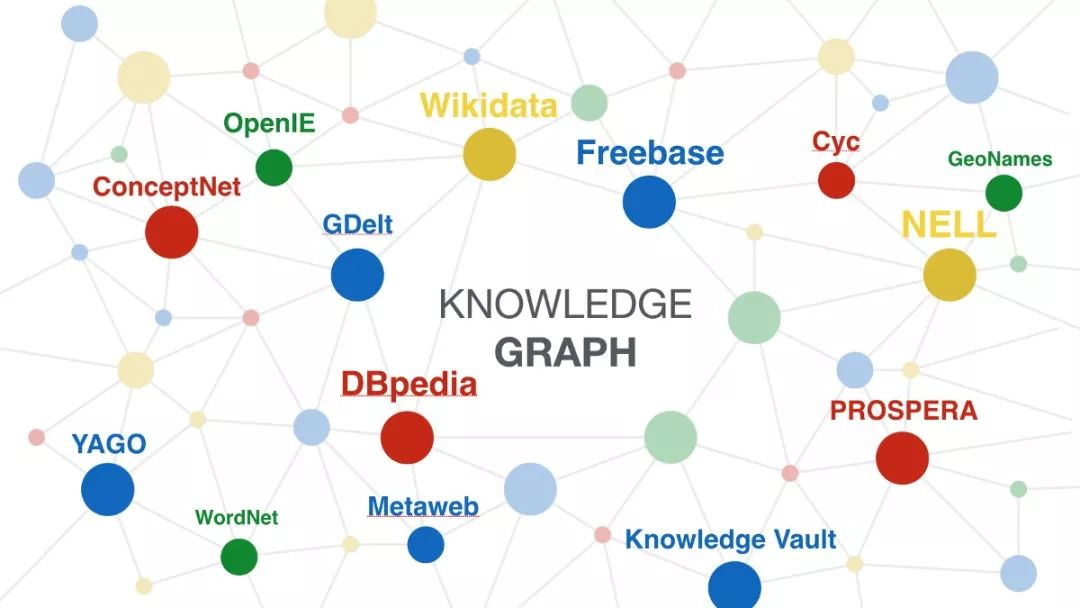 Wikidata
OpenIE
Freebase
Cyc
GeoNames
ConceptNet
GDelt
NELL
KNOWLEDGE
GRAPH
DBpedia
PROSPERA
YAGO
Metaweb
WordNet
Knowledge Vault